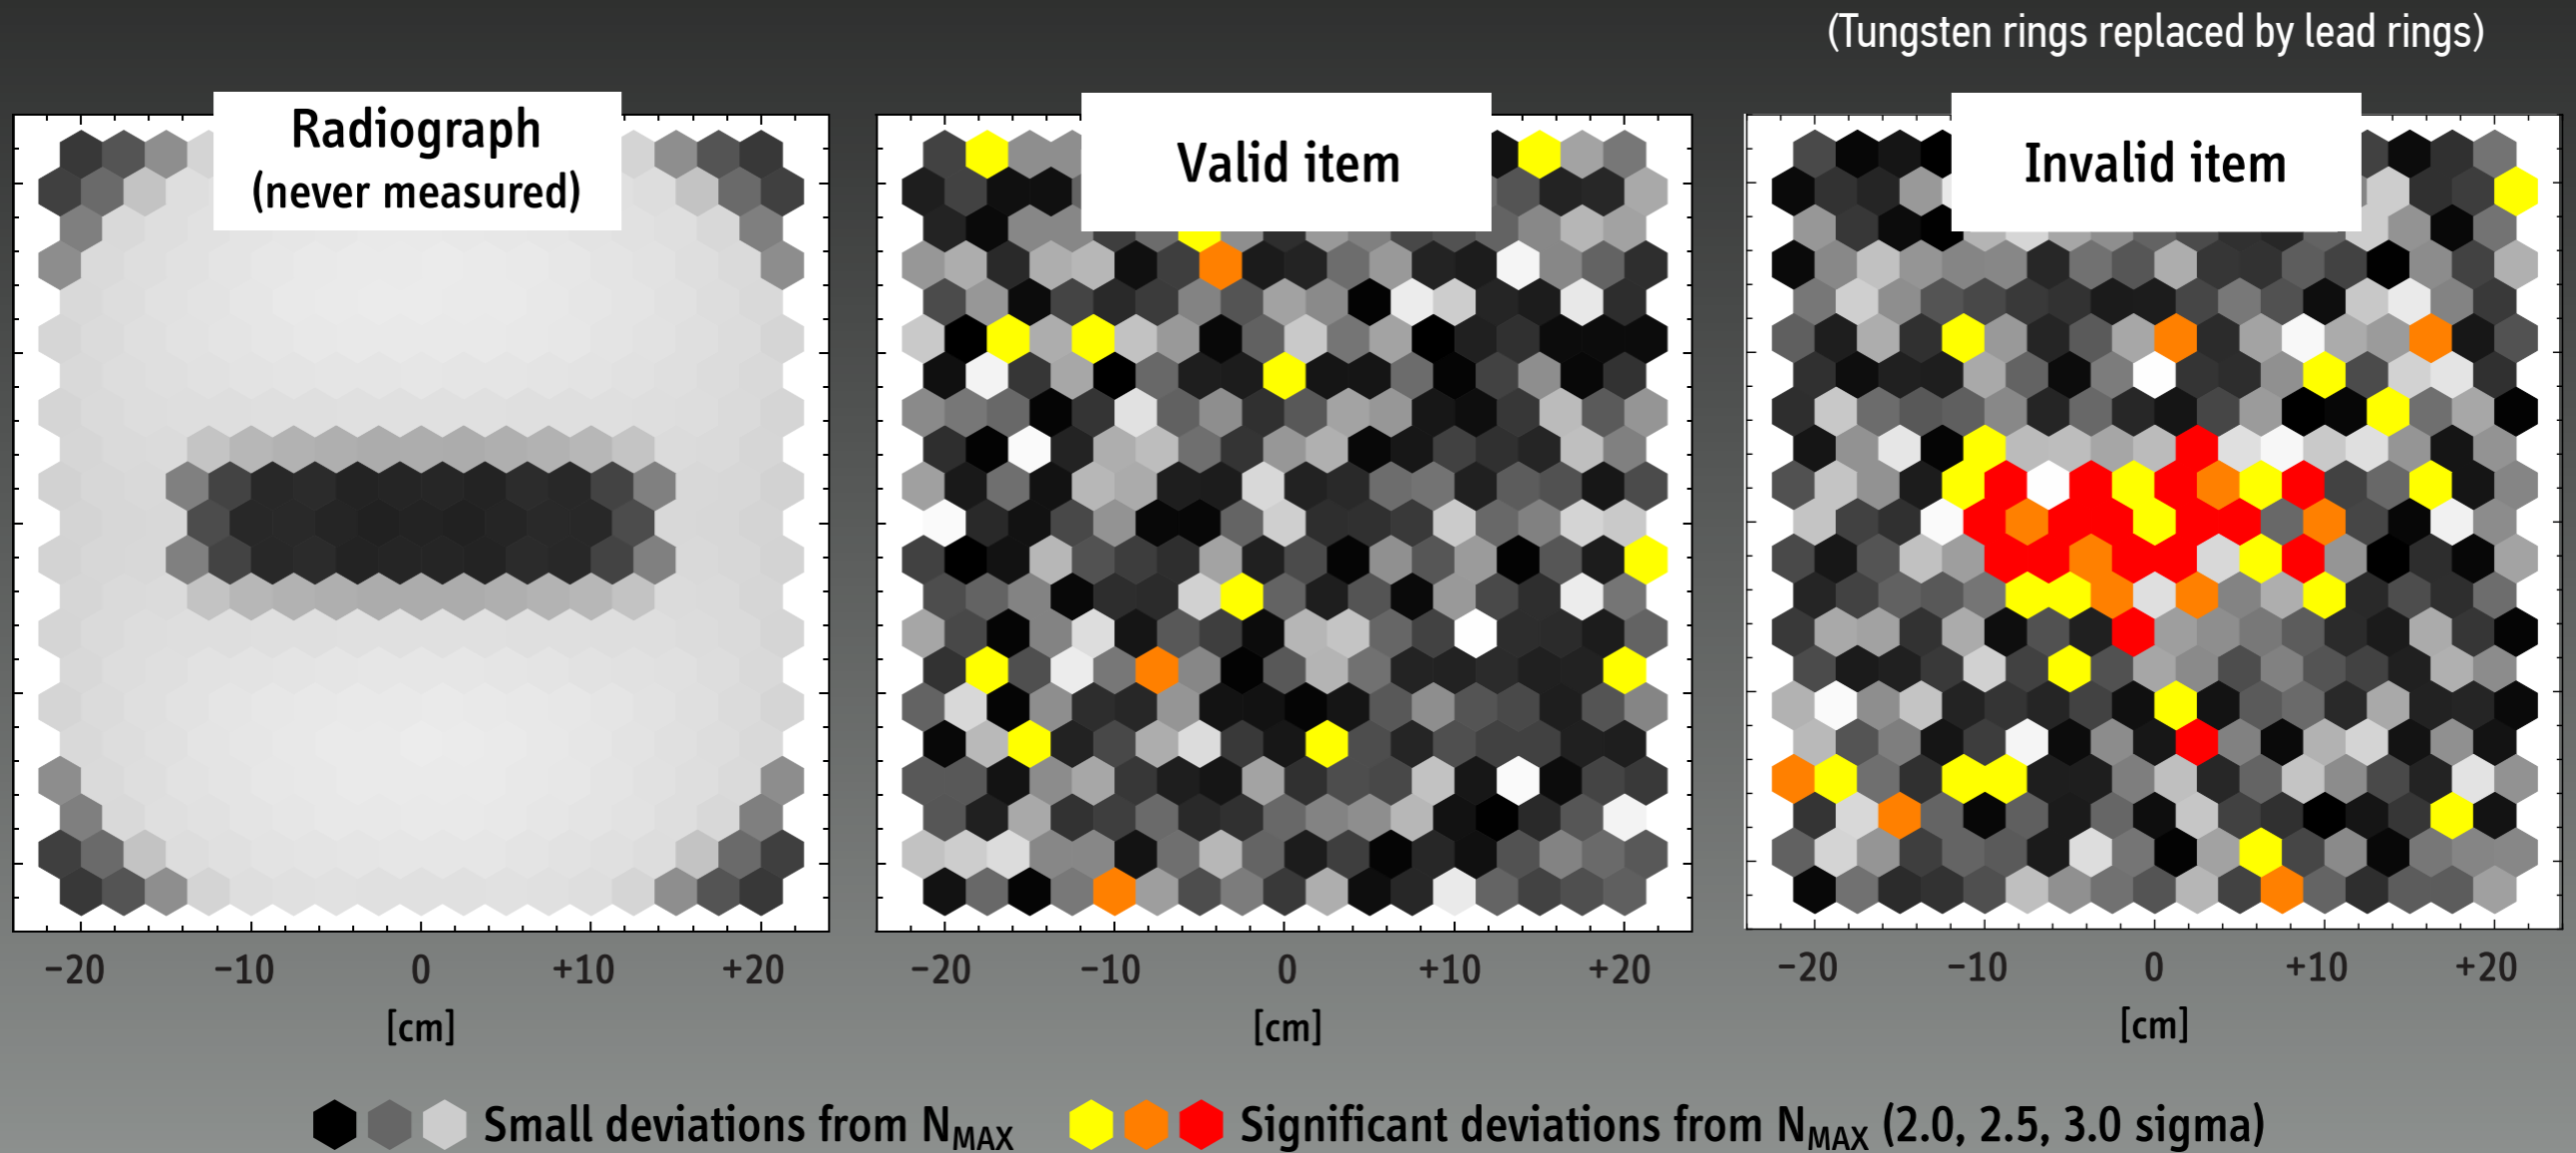 (Tungsten rings replaced by lead rings)
Radiograph
(never measured)
Valid item
Invalid item
−20 −10 0 +10 +20
[cm]
−20 −10 0 +10 +20
[cm]
−20 −10 0 +10 +20
[cm]
Small deviations from NMAX
Significant deviations from NMAX (2.0, 2.5, 3.0 sigma)